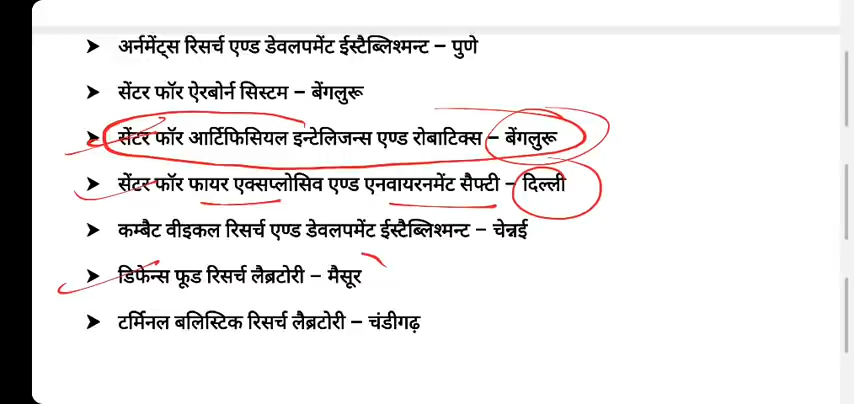 ➤ अर्नमेंट्स रिसर्च एण्ड डेवलपमेंट ईस्टैब्लिश्मन्ट – पुणे
➤ सेंटर फॉर ऐरबोर्न सिस्टम – बेंगलुरू
➤ सेंटर फॉर आर्टिफिसियल इन्टेलिजन्स एण्ड रोबाटिक्स – बेंगलुरू
➤ सेंटर फॉर फायर एक्सप्लोसिव एण्ड एनवायरनमेंट सैफ्टी – दिल्ली
➤ कम्बैट वीइकल रिसर्च एण्ड डेवलपमेंट ईस्टैब्लिश्मन्ट – चेन्नई
➤ डिफेन्स फूड रिसर्च लैब्रटोरी – मैसूर
➤ टर्मिनल बलिस्टिक रिसर्च लैब्रटोरी – चंडीगढ़